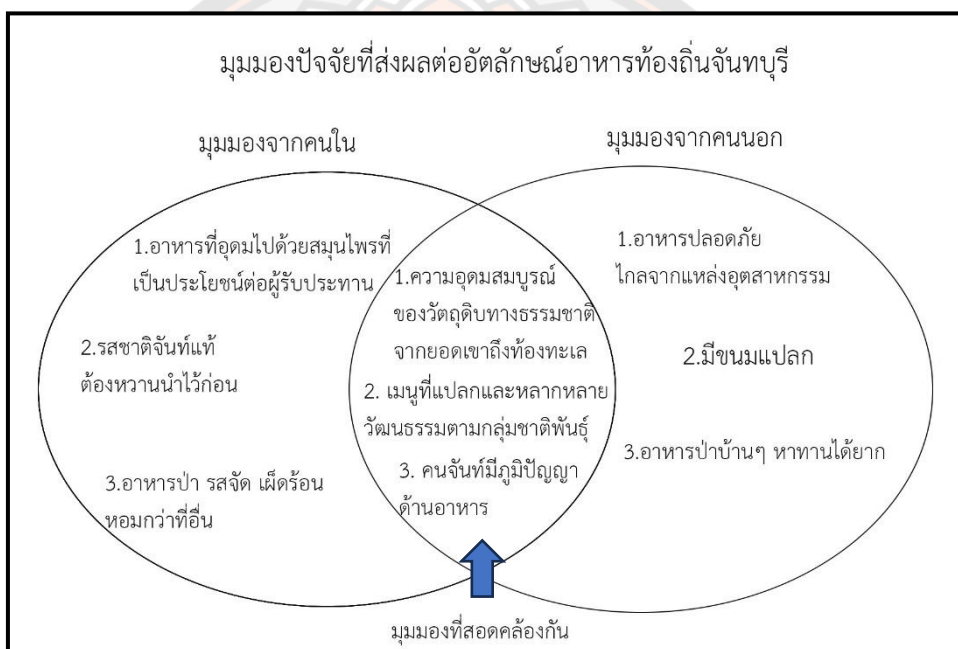 มุมมองปัจจัยที่ส่งผลต่ออัตลักษณ์อาหารท้องถิ่นจันทบุรี
มุมมองจากคนใน
มุมมองจากคนนอก
1.อาหารที่อุดมไปด้วยสมุนไพรที่
เป็นประโยชน์ต่อผู้รับประทาน
2.รสชาติจันท์แท้
ต้องหวานนำไว้ก่อน
3.อาหารป่า รสจัด เผ็ดร้อน
หอมกว่าที่อื่น
1.ความอุดมสมบูรณ์
ของวัตถุดิบทางธรรมชาติ
จากยอดเขาถึงท้องทะเล
2. เมนูที่แปลกและหลากหลาย
วัฒนธรรมตามกลุ่มชาติพันธุ์
3. คนจันท์มีภูมิปัญญา
ด้านอาหาร
1.อาหารปลอดภัย
ไกลจากแหล่งอุตสาหกรรม
2.มีขนมแปลก
3.อาหารป่าบ้านๆ หาทานได้ยาก
มุมมองที่สอดคล้องกัน